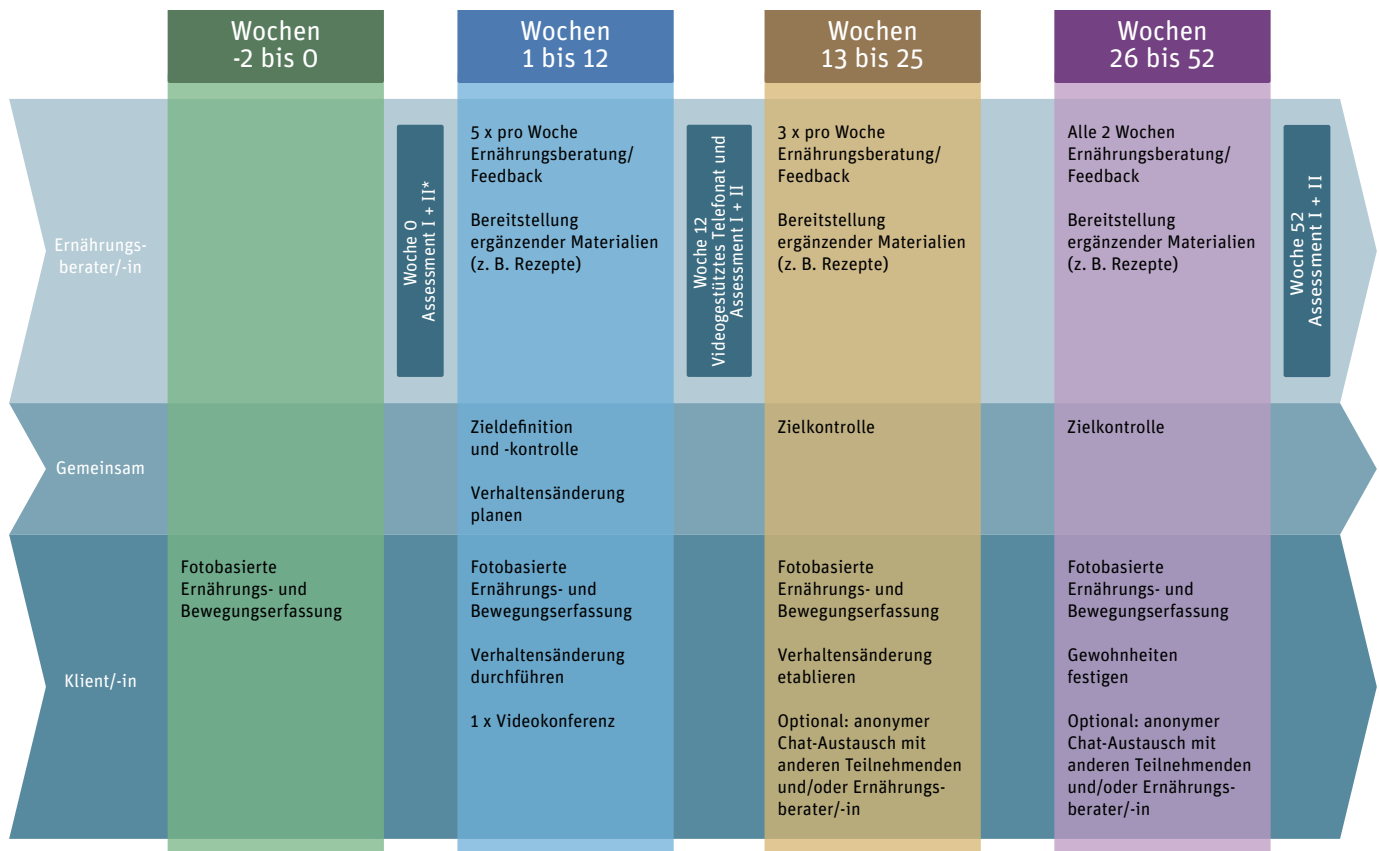 Wochen
-2 bis 0
Wochen
1 bis 12
Wochen
13 bis 25
Wochen
26 bis 52
Ernährungs-
berater/-in
Woche 0
Assessment I + II*
5 x pro Woche
Ernährungsberatung/
Feedback
Bereitstellung
ergänzender Materialien
(z. B. Rezepte)
Woche 12
Videogestütztes Telefonat und
Assessment I + II
3 x pro Woche
Ernährungsberatung/
Feedback
Bereitstellung
ergänzender Materialien
(z. B. Rezepte)
Alle 2 Wochen
Ernährungsberatung/
Feedback
Bereitstellung
ergänzender Materialien
(z. B. Rezepte)
Woche 52
Assessment I + II
Gemeinsam
Zieldefinition
und -kontrolle
Verhaltensänderung
planen
Zielkontrolle
Zielkontrolle
Klient/-in
Fotobasierte
Ernährungs- und
Bewegungserfassung
Fotobasierte
Ernährungs- und
Bewegungserfassung
Verhaltensänderung
durchführen
1 x Videokonferenz
Fotobasierte
Ernährungs- und
Bewegungserfassung
Verhaltensänderung
etablieren
Optional: anonymer
Chat-Austausch mit
anderen Teilnehmenden
und/oder Ernährungs-
berater/-in
Fotobasierte
Ernährungs- und
Bewegungserfassung
Gewohnheiten
festigen
Optional: anonymer
Chat-Austausch mit
anderen Teilnehmenden
und/oder Ernährungs-
berater/-in